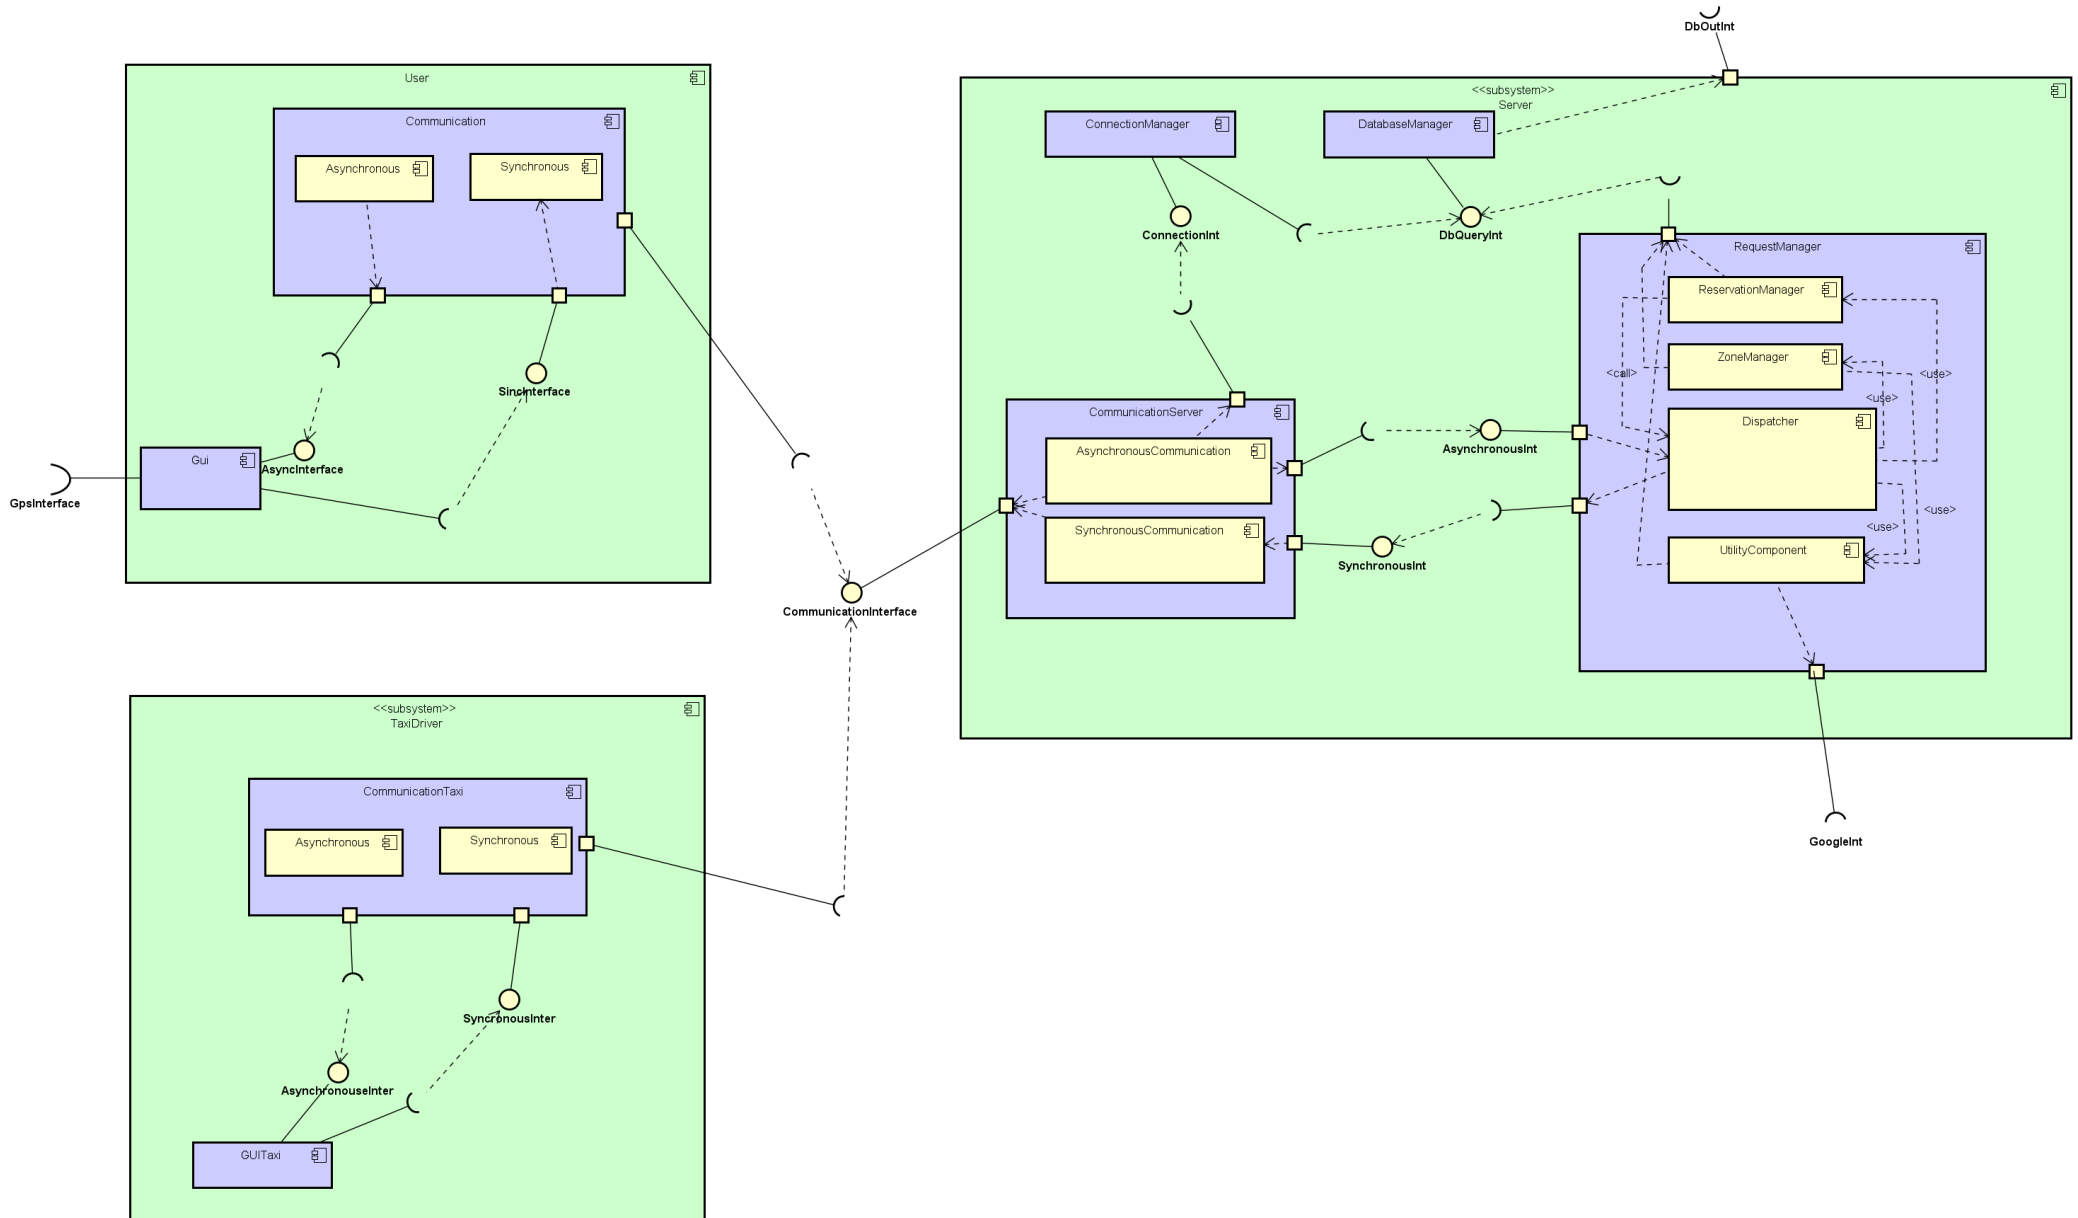 DbOutInt
User
Communication
Asynchronous
Synchronous
SincInterface
Gui
AsyncInterface
GpsInterface
<<subsystem>>
Server
ConnectionManager
DatabaseManager
ConnectionInt
DbQueryInt
RequestManager
ReservationManager
ZoneManager
<call>
<use>
<use>
Dispatcher
<use>
<use>
UtilityComponent
CommunicationServer
AsynchronousCommunication
SynchronousCommunication
AsynchronousInt
SynchronousInt
CommunicationInterface
GoogleInt
<<subsystem>>
TaxiDriver
CommunicationTaxi
Asynchronous
Synchronous
SyncronousInter
AsynchronouseInter
GUITaxi